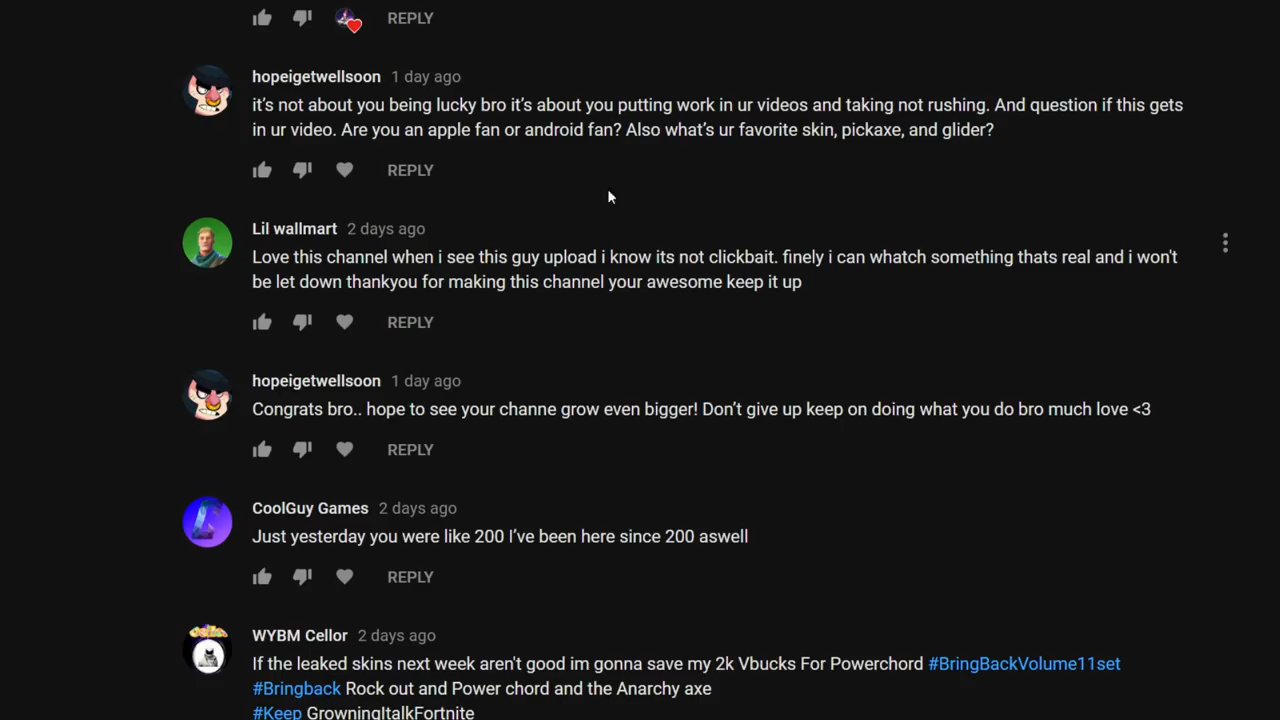 REPLY
hopeigetwellsoon 1 day ago
it’s not about you being lucky bro it’s about you putting work in ur videos and taking not rushing. And question if this gets
in ur video. Are you an apple fan or android fan? Also what’s ur favorite skin, pickaxe, and glider?
REPLY
Lil wallmart 2 days ago
Love this channel when i see this guy upload i know its not clickbait. finely i can whatch something thats real and i won't
be let down thankyou for making this channel your awesome keep it up
REPLY
hopeigetwellsoon 1 day ago
Congrats bro.. hope to see your channe grow even bigger! Don’t give up keep on doing what you do bro much love <3
REPLY
CoolGuy Games 2 days ago
Just yesterday you were like 200 I’ve been here since 200 aswell
REPLY
WYBM Cellor 2 days ago
If the leaked skins next week aren't good im gonna save my 2k Vbucks For Powerchord #BringBackVolume11set
#Bringback Rock out and Power chord and the Anarchy axe
#Keep GrowningItalkFortnite